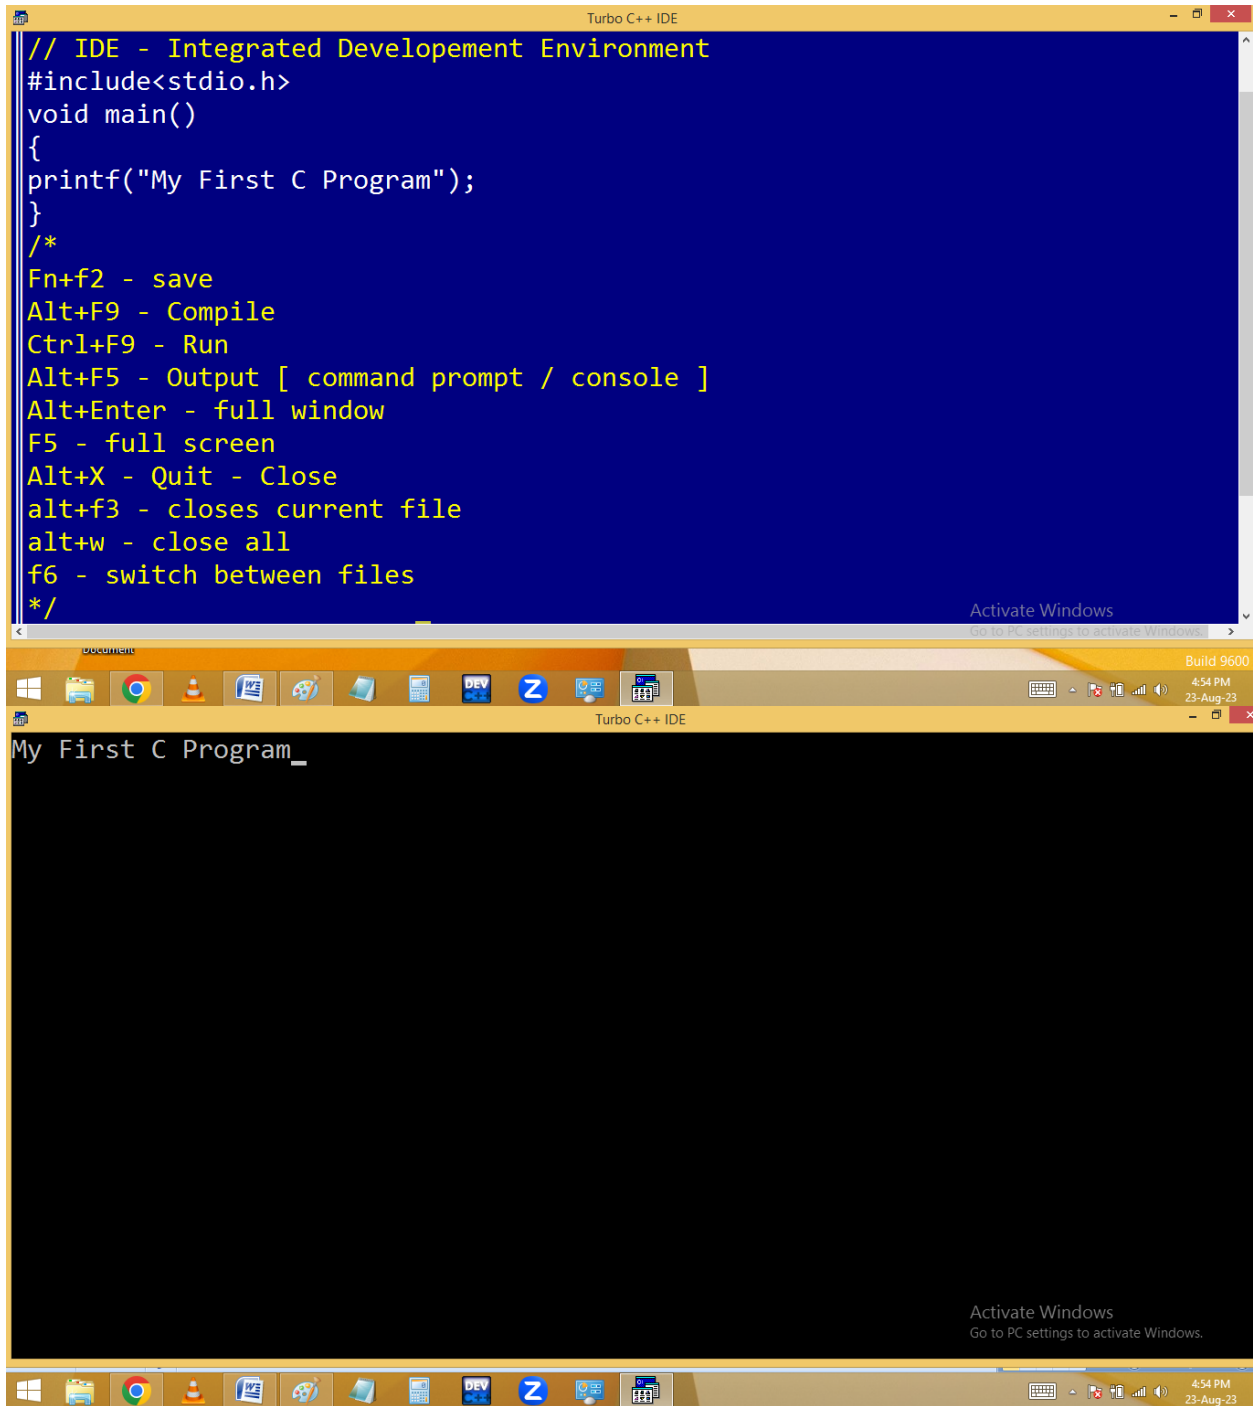 Turbo C++ IDE
// IDE - Integrated Developement Environment
#include<stdio.h>
void main()
{
printf("My First C Program");
}
/*
Fn+f2 - save
Alt+F9 - Compile
Ctrl+F9 - Run
Alt+F5 - Output [ command prompt / console ]
Alt+Enter - full window
F5 - full screen
Alt+X - Quit - Close
alt+f3 - closes current file
alt+w - close all
f6 - switch between files
*/
Activate Windows
Go to PC settings to activate Windows.
Document
Build 9600
DEV C++
Z
4:54 PM
23-Aug-23
Turbo C++ IDE
My First C Program_
Activate Windows
Go to PC settings to activate Windows.
DEV C++
Z
4:54 PM
23-Aug-23